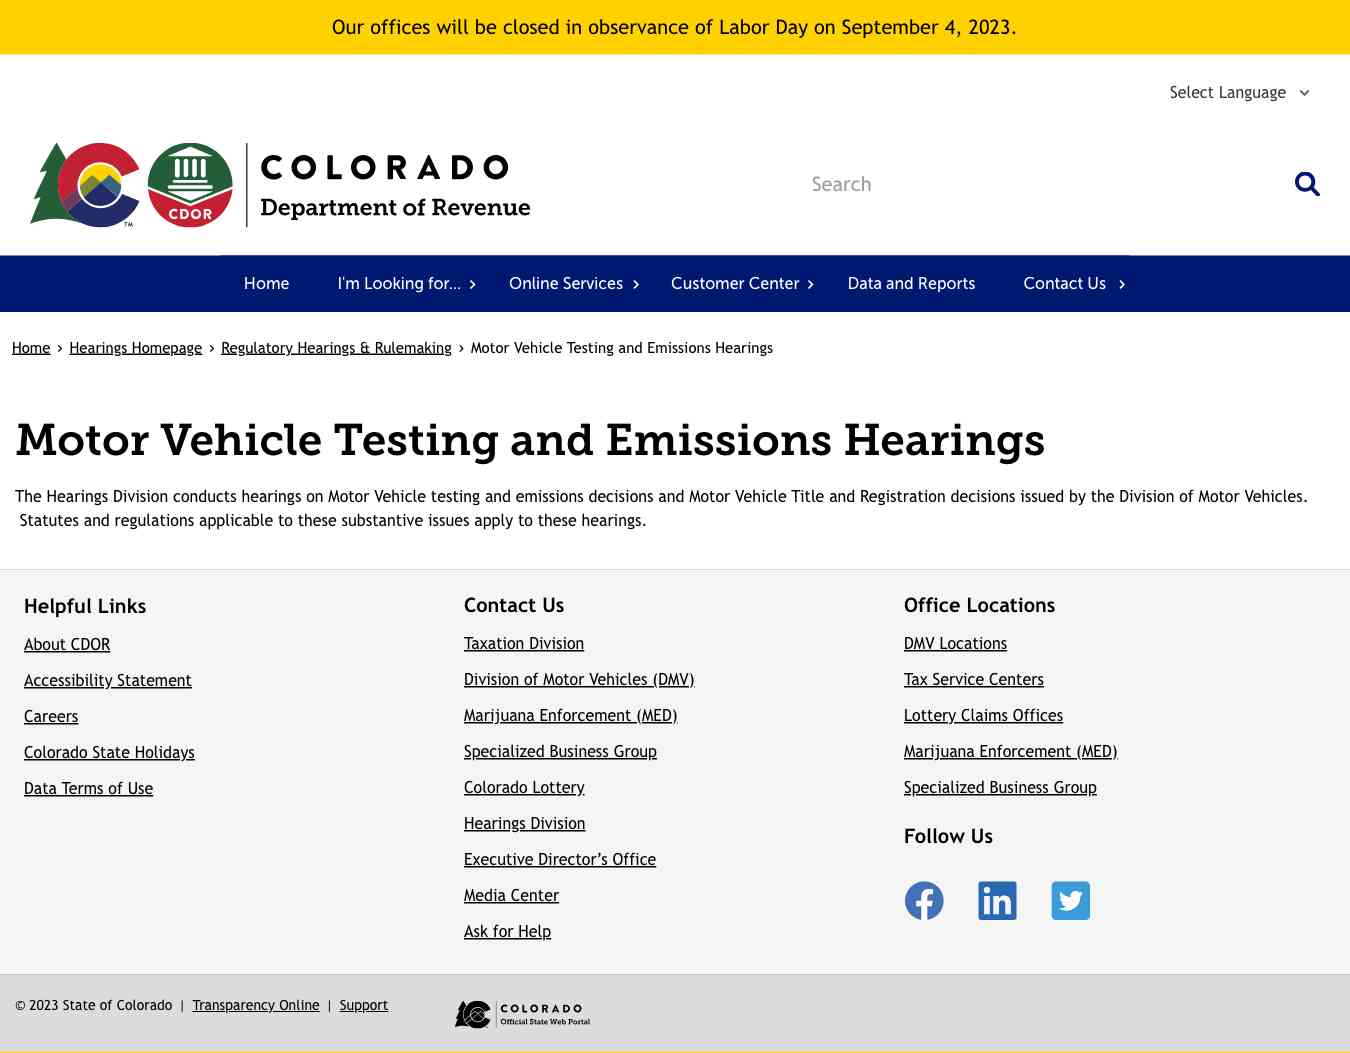 Our offices will be closed in observance of Labor Day on September 4, 2023.
Select Language
CDOR
TM
COLORADO
Department of Revenue
Search
Home I'm Looking for... Online Services Customer Center Data and Reports Contact Us
Home › Hearings Homepage › Regulatory Hearings & Rulemaking › Motor Vehicle Testing and Emissions Hearings
Motor Vehicle Testing and Emissions Hearings
The Hearings Division conducts hearings on Motor Vehicle testing and emissions decisions and Motor Vehicle Title and Registration decisions issued by the Division of Motor Vehicles.
Statutes and regulations applicable to these substantive issues apply to these hearings.
Helpful Links
About CDOR
Accessibility Statement
Careers
Colorado State Holidays
Data Terms of Use
Contact Us
Taxation Division
Division of Motor Vehicles (DMV)
Marijuana Enforcement (MED)
Specialized Business Group
Colorado Lottery
Hearings Division
Executive Director’s Office
Media Center
Ask for Help
Office Locations
DMV Locations
Tax Service Centers
Lottery Claims Offices
Marijuana Enforcement (MED)
Specialized Business Group
Follow Us
in
© 2023 State of Colorado | Transparency Online | Support
COLORADO
Official State Web Portal